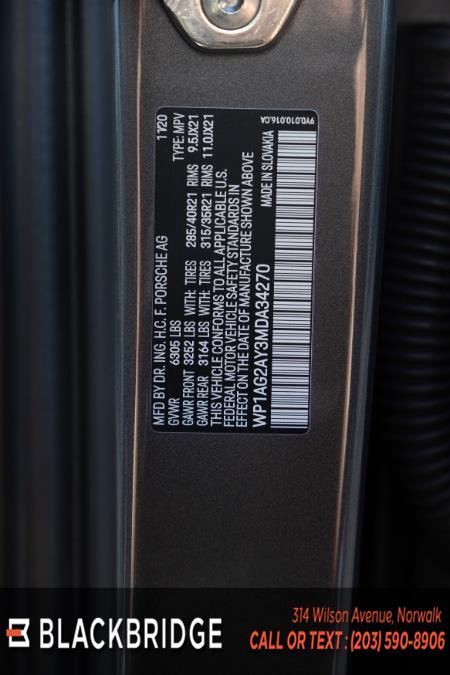 MFD BY DR. ING. H.C. F. PORSCHE AG 11/20
GVWR 6305 LBS TYPE: MPV
GAWR FRONT 3252 LBS WITH: TIRES 285/40R21 RIMS 9.5JX21
GAWR REAR 3164 LBS WITH: TIRES 315/35R21 RIMS 11.0JX21
THIS VEHICLE CONFORMS TO ALL APPLICABLE U.S.
FEDERAL MOTOR VEHICLE SAFETY STANDARDS IN
EFFECT ON THE DATE OF MANUFACTURE SHOWN ABOVE
WP1AG2AY3MDA34270 MADE IN SLOVAKIA
9Y0.010.016.CA
BLACKBRIDGE
314 Wilson Avenue, Norwalk
CALL OR TEXT : (203) 590-8906